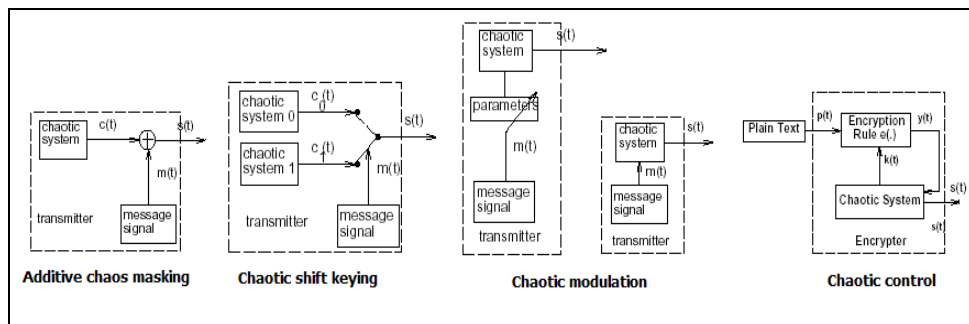 chaotic
system
c(t)
s(t)
m(t)
message
signal
transmitter
Additive chaos masking
chaotic
system 0
c_0(t)
chaotic
system 1
c_1(t)
s(t)
m(t)
message
signal
transmitter
Chaotic shift keying
chaotic
system
s(t)
parameters
m(t)
message
signal
transmitter
chaotic
system
s(t)
m(t)
message
signal
transmitter
Chaotic modulation
Plain Text
p(t)
Encryption
Rule e(.)
y(t)
k(t)
Chaotic System
s(t)
s(t)
Encrypter
Chaotic control